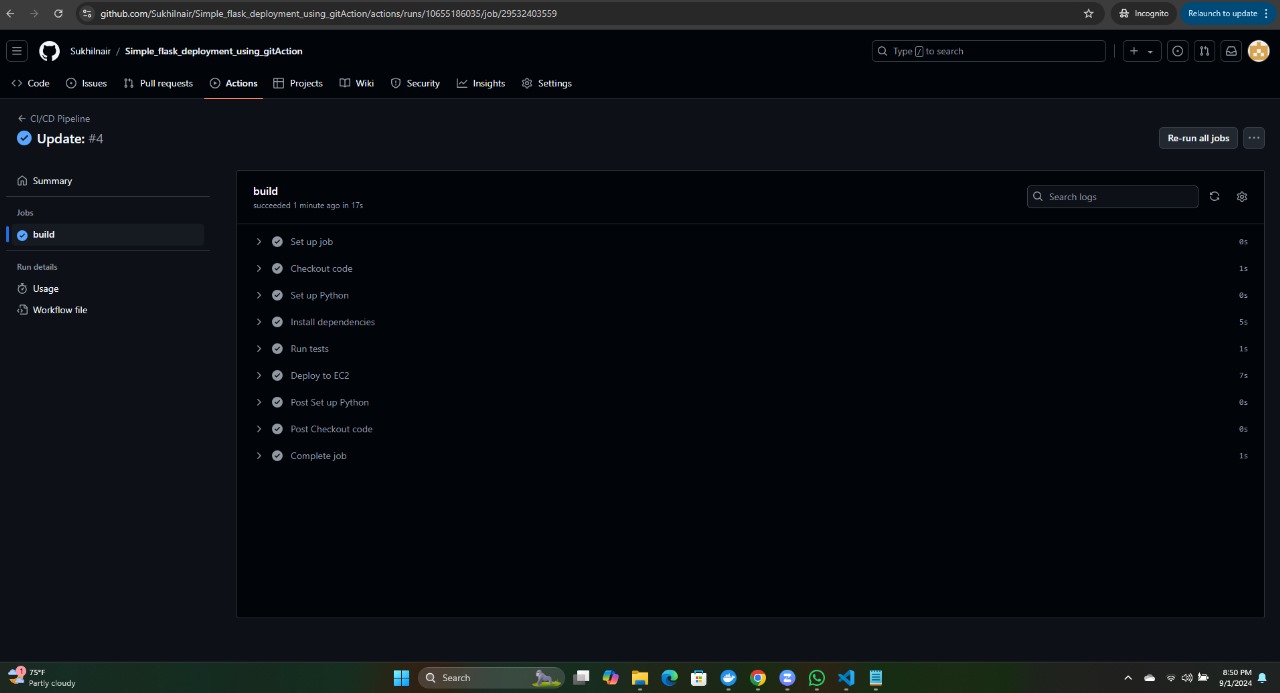 github.com/Sukhilnair/Simple_flask_deployment_using_gitAction/actions/runs/10655186035/job/29532403559
Incognito
Relaunch to update
Sukhilnair / Simple_flask_deployment_using_gitAction
Type / to search
Code
Issues
Pull requests
Actions
Projects
Wiki
Security
Insights
Settings
CI/CD Pipeline
Update: #4
Re-run all jobs
Summary
Jobs
build
Run details
Usage
Workflow file
build
succeeded 1 minute ago in 17s
Search logs
Set up job 0s
Checkout code 1s
Set up Python 0s
Install dependencies 5s
Run tests 1s
Deploy to EC2 7s
Post Set up Python 0s
Post Checkout code 0s
Complete job 1s
1
75°F
Partly cloudy
Search
8:50 PM
9/1/2024